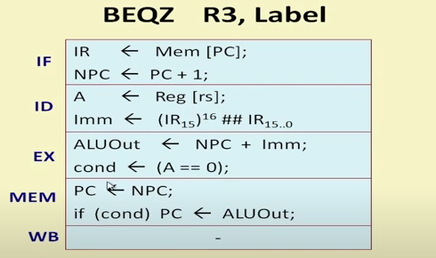 BEQZ R3, Label
IF
IR ← Mem [PC];
NPC ← PC + 1;
ID
A ← Reg [rs];
Imm ← (IR₁₅)¹⁶ ## IR₁₅..₀
EX
ALUOut ← NPC + Imm;
cond ← (A == 0);
MEM
PC ← NPC;
if (cond) PC ← ALUOut;
WB
-